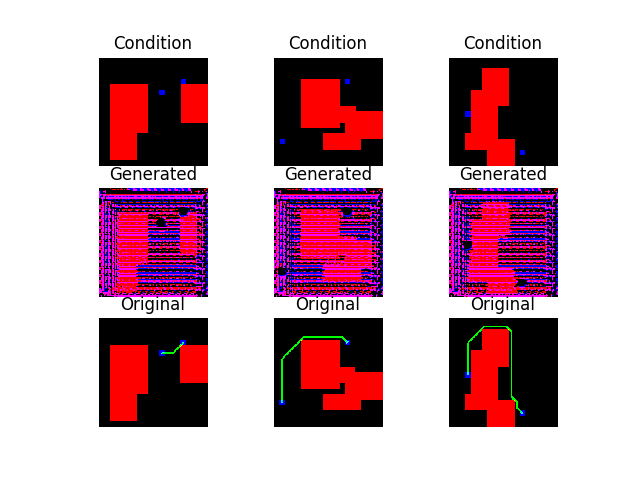 Condition
Condition
Condition
Generated
Generated
Generated
Original
Original
Original